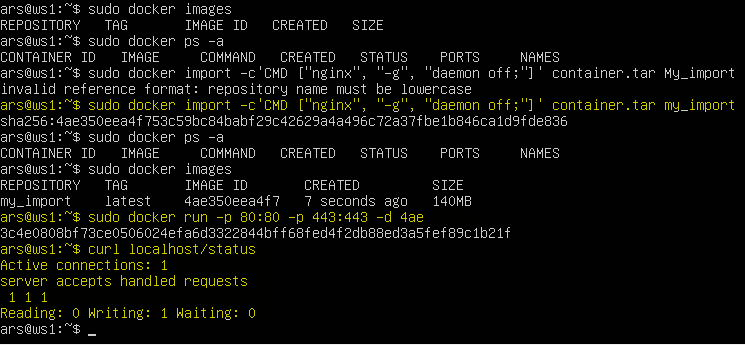 ars@ws1:~$ sudo docker images
REPOSITORY   TAG       IMAGE ID   CREATED   SIZE
ars@ws1:~$ sudo docker ps -a
CONTAINER ID   IMAGE     COMMAND   CREATED   STATUS    PORTS     NAMES
ars@ws1:~$ sudo docker import -c'CMD ["nginx", "-g", "daemon off;"]' container.tar My_import
invalid reference format: repository name must be lowercase
ars@ws1:~$ sudo docker import -c'CMD ["nginx", "-g", "daemon off;"]' container.tar my_import
sha256:4ae350eea4f753c59bc84babf29c42629a4a496c72a37fbe1b846ca1d9fde836
ars@ws1:~$ sudo docker ps -a
CONTAINER ID   IMAGE     COMMAND   CREATED   STATUS    PORTS     NAMES
ars@ws1:~$ sudo docker images
REPOSITORY   TAG       IMAGE ID       CREATED         SIZE
my_import    latest    4ae350eea4f7   7 seconds ago   140MB
ars@ws1:~$ sudo docker run -p 80:80 -p 443:443 -d 4ae
3c4e0808bf73ce0506024efa6d3322844bff68fed4f2db88ed3a5fef89c1b21f
ars@ws1:~$ curl localhost/status
Active connections: 1
server accepts handled requests
 1 1 1
Reading: 0 Writing: 1 Waiting: 0
ars@ws1:~$ _